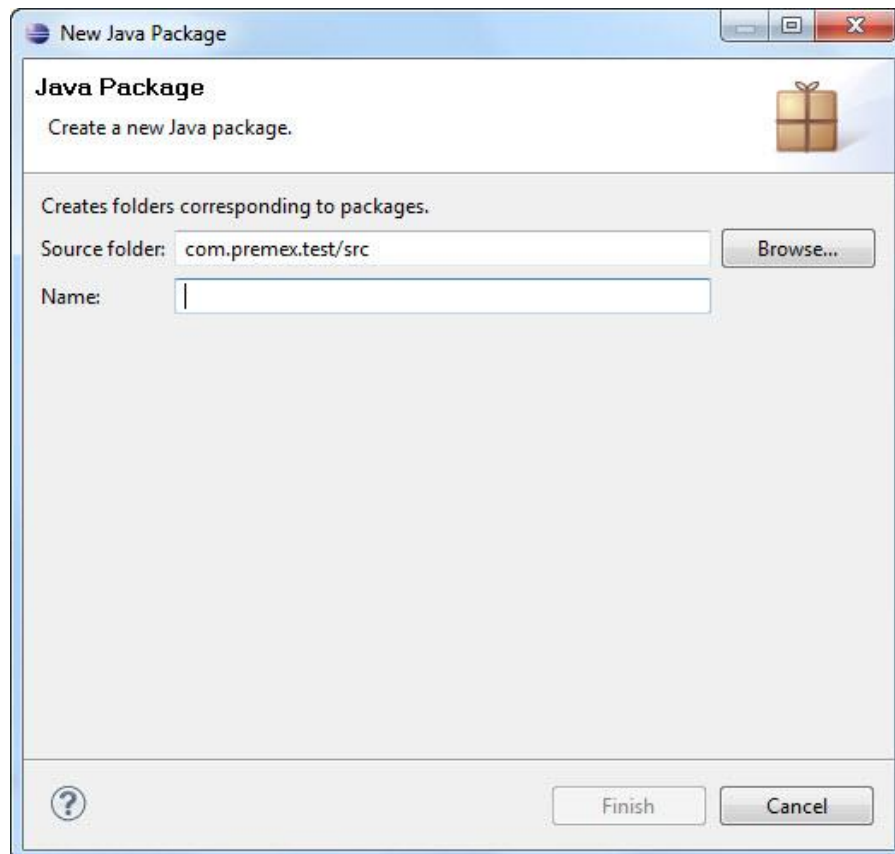 New Java Package
Java Package
Create a new Java package.
Creates folders corresponding to packages.
Source folder: com.premex.test/src Browse...
Name:
? Finish Cancel